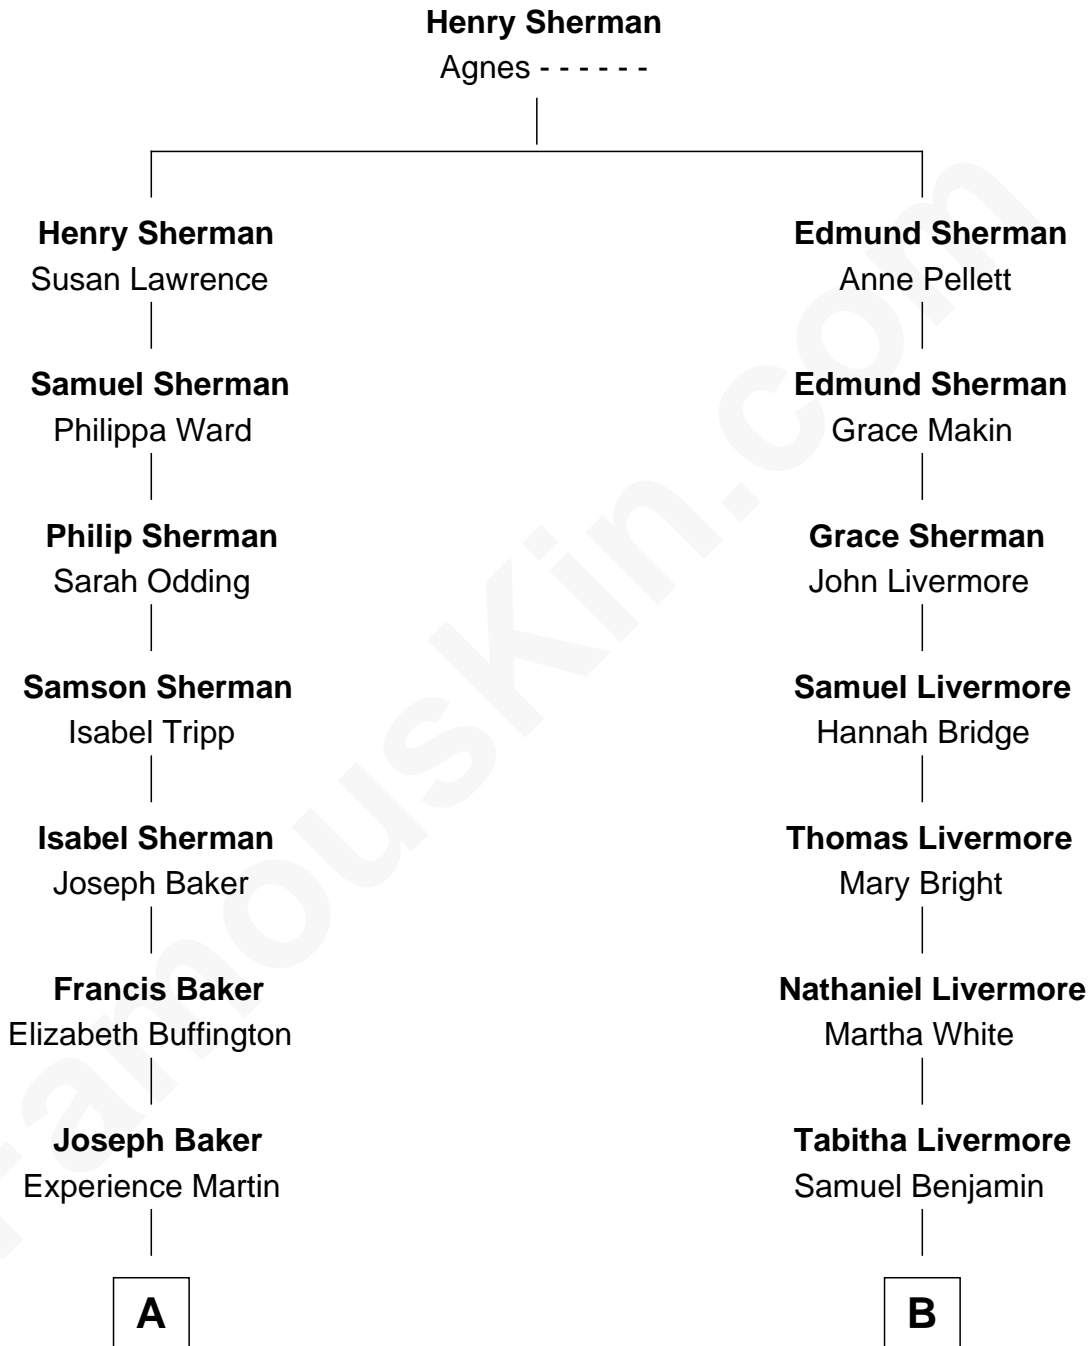 Henry Sherman
Agnes - - - - - -
Henry Sherman
Susan Lawrence
Edmund Sherman
Anne Pellett
Samuel Sherman
Philippa Ward
Edmund Sherman
Grace Makin
Philip Sherman
Sarah Odding
Grace Sherman
John Livermore
Samson Sherman
Isabel Tripp
Samuel Livermore
Hannah Bridge
Isabel Sherman
Joseph Baker
Thomas Livermore
Mary Bright
Francis Baker
Elizabeth Buffington
Nathaniel Livermore
Martha White
Joseph Baker
Experience Martin
Tabitha Livermore
Samuel Benjamin
A
B
FamousKin.com